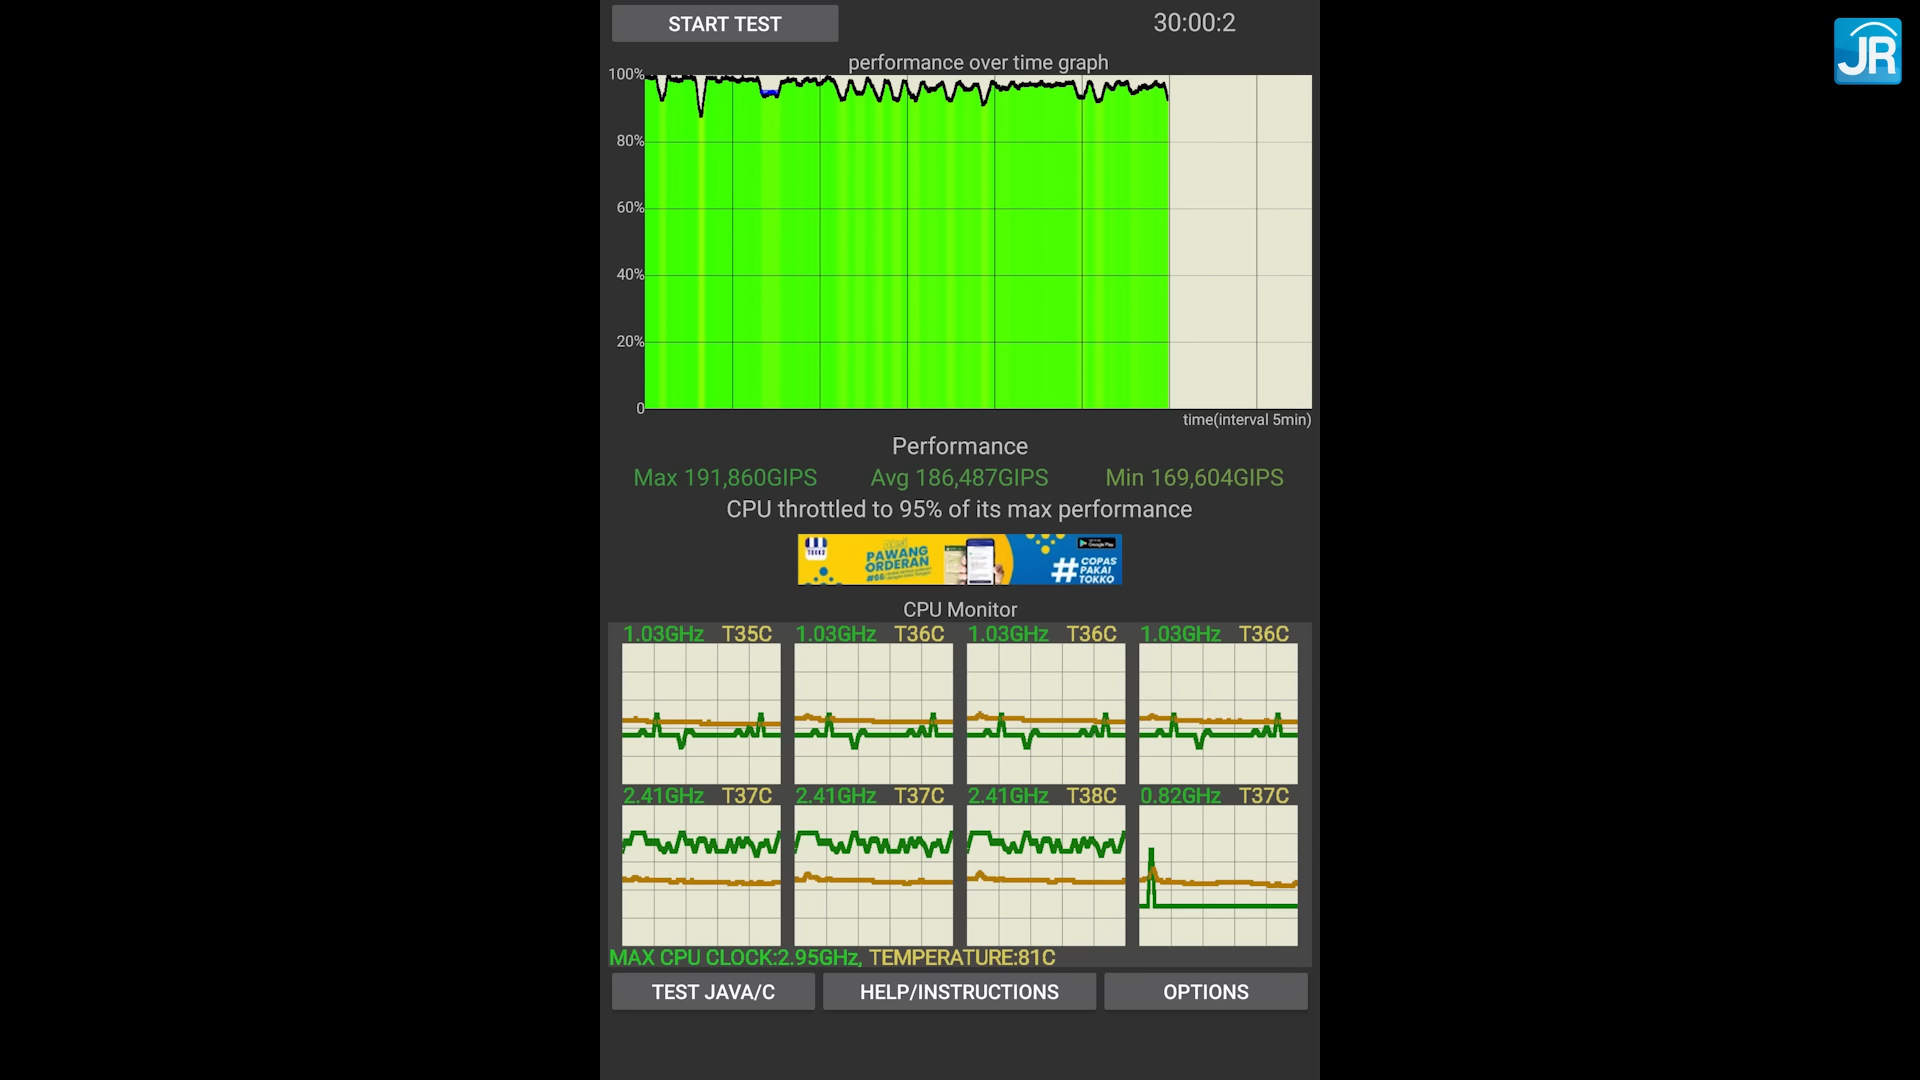 START TEST
30:00:2
JR
performance over time graph
100%
80%
60%
40%
20%
0
time(interval 5min)
Performance
Max 191,860GIPS Avg 186,487GIPS Min 169,604GIPS
CPU throttled to 95% of its max performance
TOKKO
PAWANG
ORDERAN
Google Play
#COPAS
PAKAI
TOKKO
CPU Monitor
1.03GHz T35C 1.03GHz T36C 1.03GHz T36C 1.03GHz T36C
2.41GHz T37C 2.41GHz T37C 2.41GHz T38C 0.82GHz T37C
MAX CPU CLOCK:2.95GHz, TEMPERATURE:81C
TEST JAVA/C HELP/INSTRUCTIONS OPTIONS